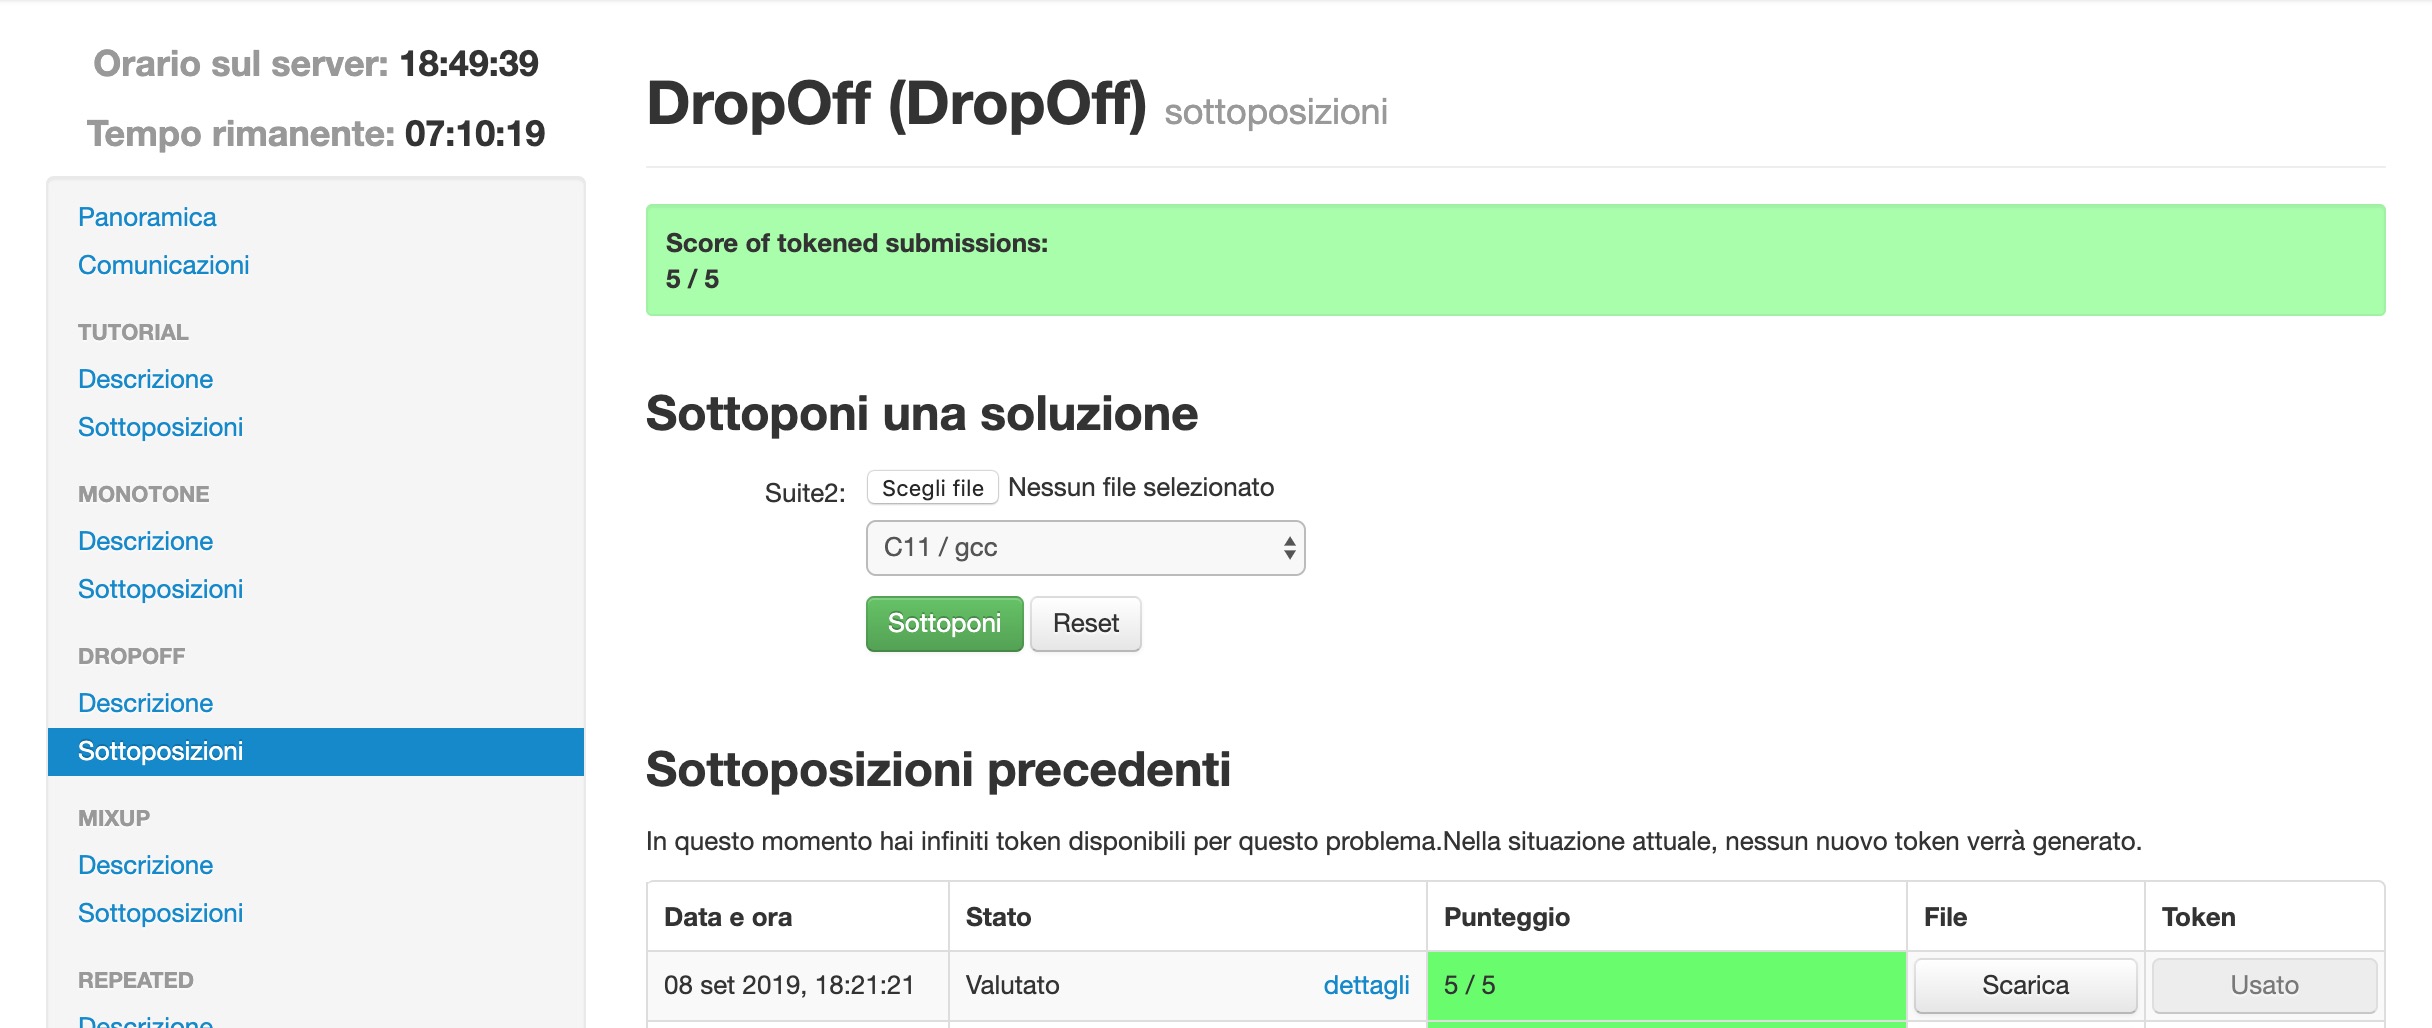 Orario sul server: 18:49:39
Tempo rimanente: 07:10:19
Panoramica
Comunicazioni
TUTORIAL
Descrizione
Sottoposizioni
MONOTONE
Descrizione
Sottoposizioni
DROPOFF
Descrizione
Sottoposizioni
MIXUP
Descrizione
Sottoposizioni
REPEATED
Descrizione
DropOff (DropOff) sottoposizioni
Score of tokened submissions:
5 / 5
Sottoponi una soluzione
Suite2: Scegli file Nessun file selezionato
C11 / gcc
Sottoponi Reset
Sottoposizioni precedenti
In questo momento hai infiniti token disponibili per questo problema.Nella situazione attuale, nessun nuovo token verrà generato.
Data e ora Stato Punteggio File Token
08 set 2019, 18:21:21 Valutato dettagli 5 / 5 Scarica Usato